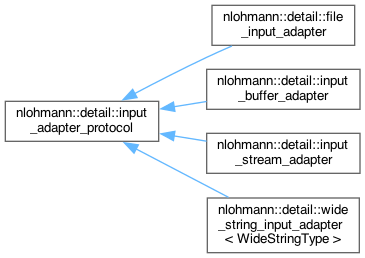 nlohmann::detail::file
_input_adapter
nlohmann::detail::input
_buffer_adapter
nlohmann::detail::input
_adapter_protocol
nlohmann::detail::input
_stream_adapter
nlohmann::detail::wide
_string_input_adapter
< WideStringType >